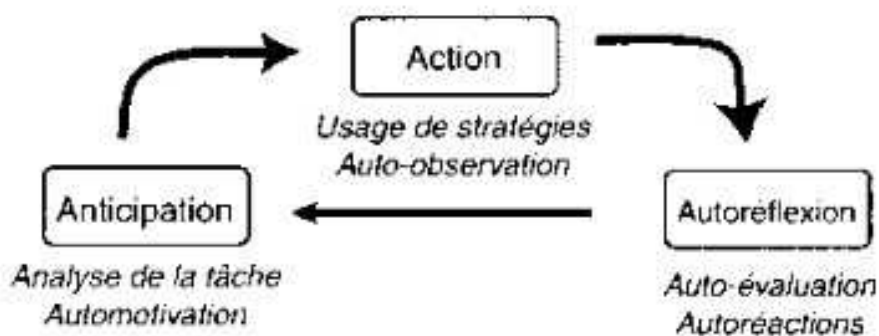 Action
Usage de stratégies
Auto-observation
Anticipation
Analyse de la tâche
Automotivation
Autoréflexion
Auto-évaluation
Autoréactions